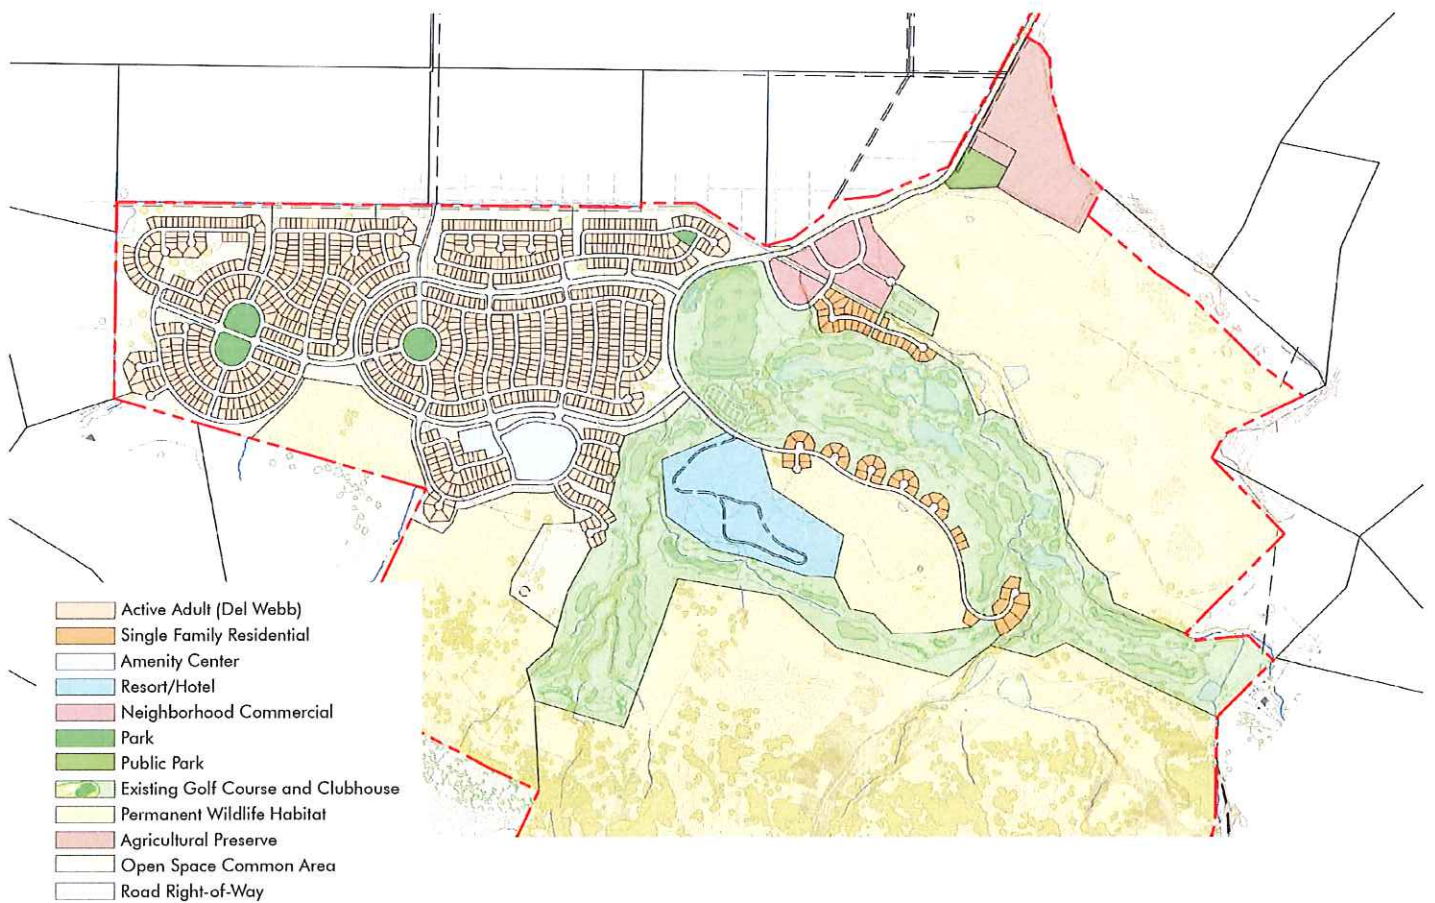 Active Adult (Del Webb)
Single Family Residential
Amenity Center
Resort/Hotel
Neighborhood Commercial
Park
Public Park
Existing Golf Course and Clubhouse
Permanent Wildlife Habitat
Agricultural Preserve
Open Space Common Area
Road Right-of-Way